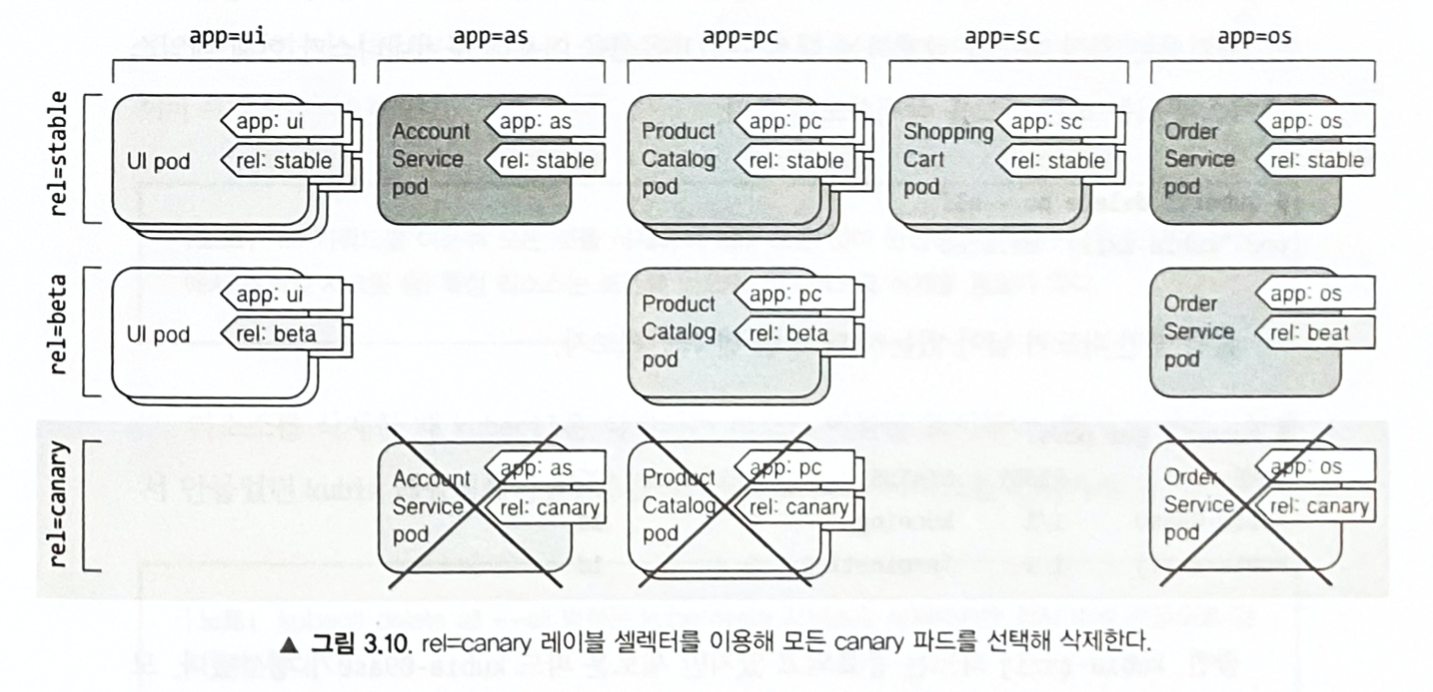 app=ui
app=as
app=pc
app=sc
app=os
rel=stable
UI pod
app: ui
rel: stable
Account
Service
pod
app: as
rel: stable
Product
Catalog
pod
app: pc
rel: stable
Shopping
Cart
pod
app: sc
rel: stable
Order
Service
pod
app: os
rel: stable
rel=beta
UI pod
app: ui
rel: beta
Product
Catalog
pod
app: pc
rel: beta
Order
Service
pod
app: os
rel: beat
rel=canary
Account
Service
pod
app: as
rel: canary
Product
Catalog
pod
app: pc
rel: canary
Order
Service
pod
app: os
rel: canary
▲ 그림 3.10. rel=canary 레이블 셀렉터를 이용해 모든 canary 파드를 선택해 삭제한다.